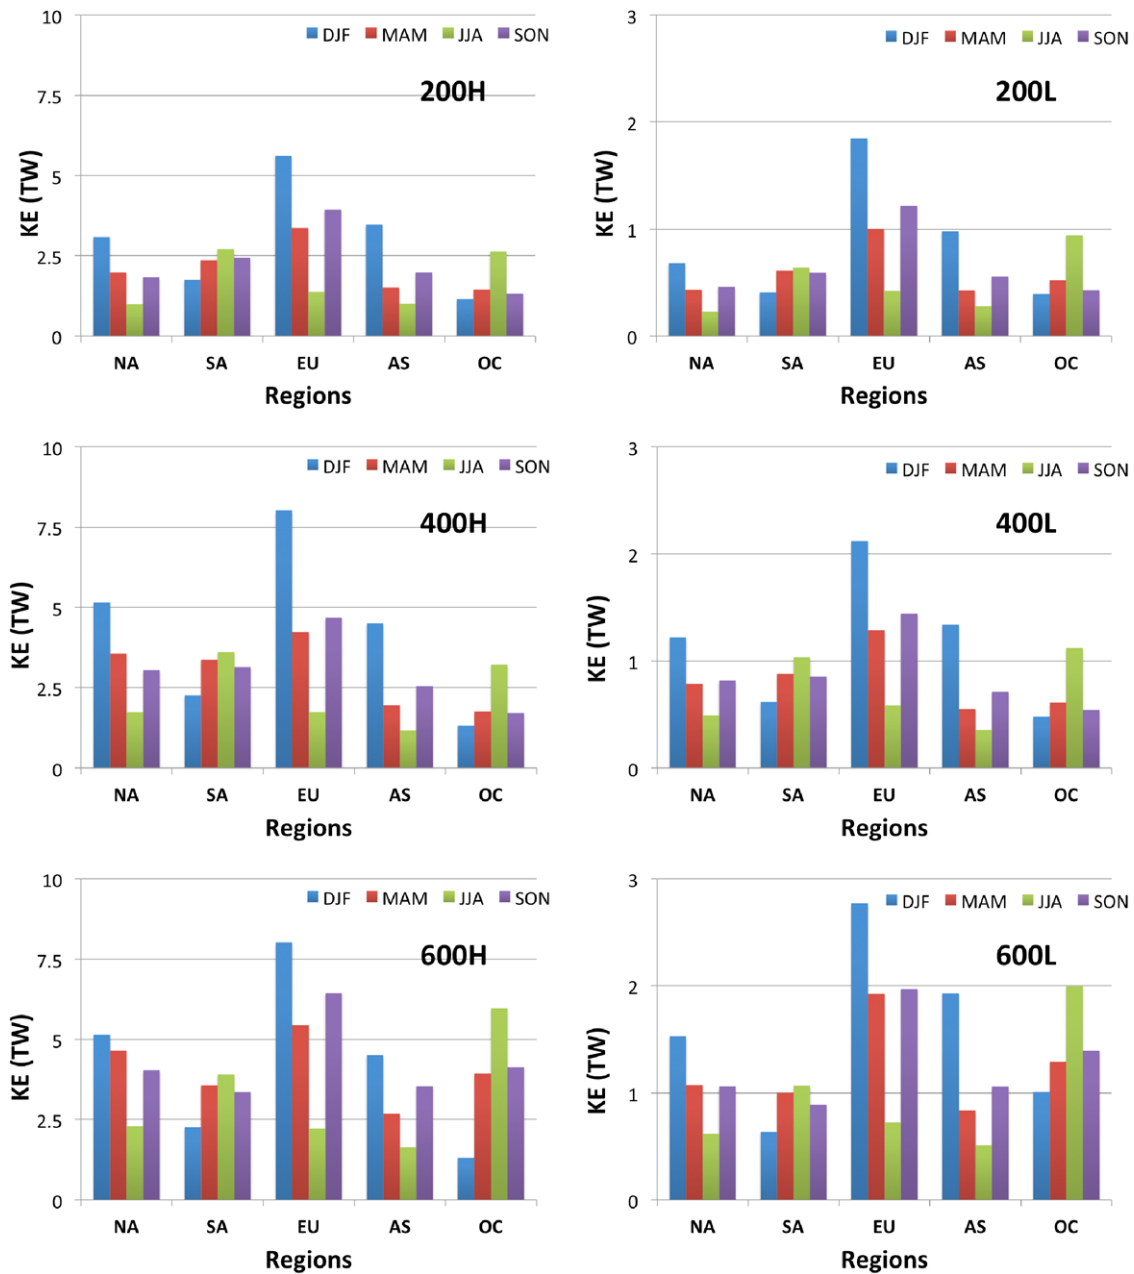 10
7.5
5
2.5
0
KE (TW)
DJF MAM JJA SON
200H
NA SA EU AS OC
Regions
3
2
1
0
KE (TW)
DJF MAM JJA SON
200L
NA SA EU AS OC
Regions
10
7.5
5
2.5
0
KE (TW)
DJF MAM JJA SON
400H
NA SA EU AS OC
Regions
3
2
1
0
KE (TW)
DJF MAM JJA SON
400L
NA SA EU AS OC
Regions
10
7.5
5
2.5
0
KE (TW)
DJF MAM JJA SON
600H
NA SA EU AS OC
Regions
3
2
1
0
KE (TW)
DJF MAM JJA SON
600L
NA SA EU AS OC
Regions